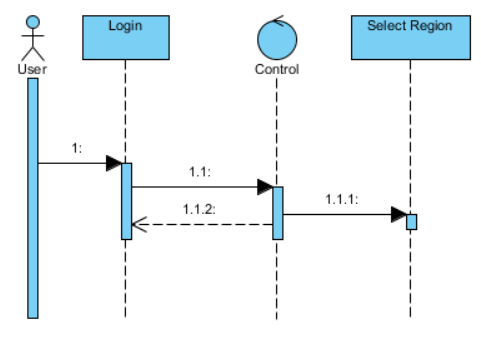 Login
Select Region
User
Control
1:
1.1:
1.1.1:
1.1.2: